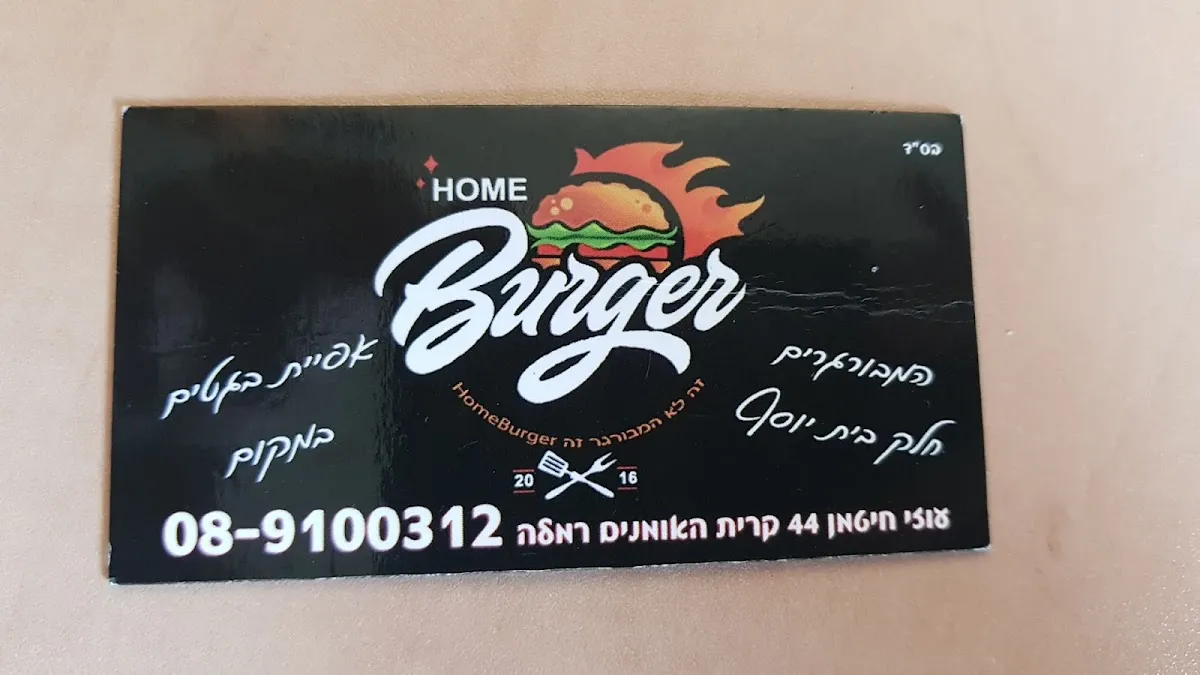 בס"ד
HOME
Burger
המבורגרים
חלק בית יוסף
אפיית בגטים
במקום
זה לא המבורגר זה HomeBurger
20 16
עוזי חיטמן 44 קרית האומנים רמלה 08-9100312